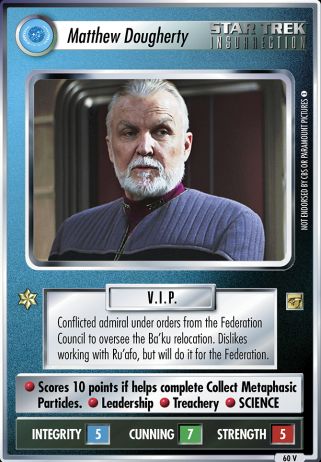 Matthew Dougherty
STAR TREK
INSURRECTION
NOT ENDORSED BY CBS OR PARAMOUNT PICTURES
V.I.P.
Conflicted admiral under orders from the Federation
Council to oversee the Ba'ku relocation. Dislikes
working with Ru'afo, but will do it for the Federation.
Scores 10 points if helps complete Collect Metaphasic
Particles. • Leadership • Treachery • SCIENCE
INTEGRITY 5 CUNNING 7 STRENGTH 5
60 V